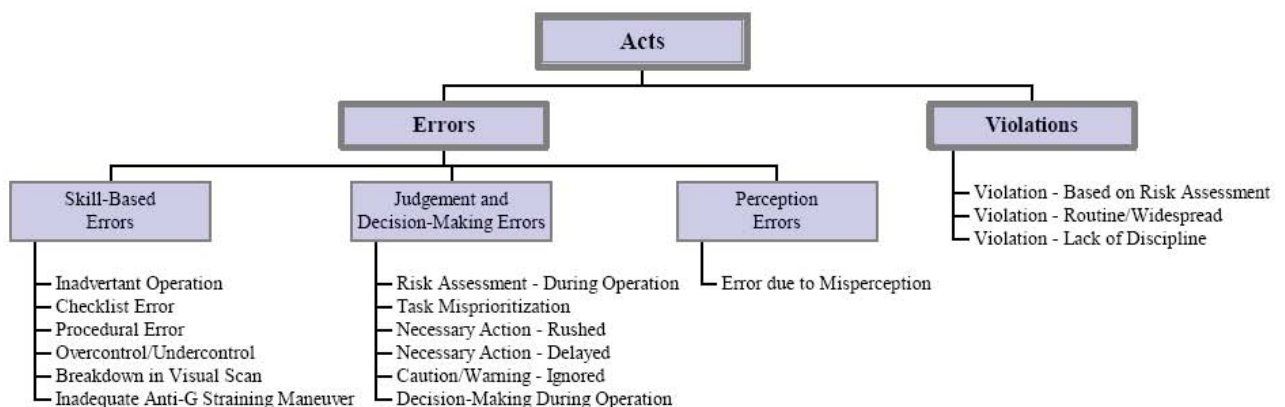 Acts
Errors
Violations
Skill-Based
Errors
Judgement and
Decision-Making Errors
Perception
Errors
Violation - Based on Risk Assessment
Violation - Routine/Widespread
Violation - Lack of Discipline
Inadvertant Operation
Checklist Error
Procedural Error
Overcontrol/Undercontrol
Breakdown in Visual Scan
Inadequate Anti-G Straining Maneuver
Risk Assessment - During Operation
Task Misprioritization
Necessary Action - Rushed
Necessary Action - Delayed
Caution/Warning - Ignored
Decision-Making During Operation
Error due to Misperception